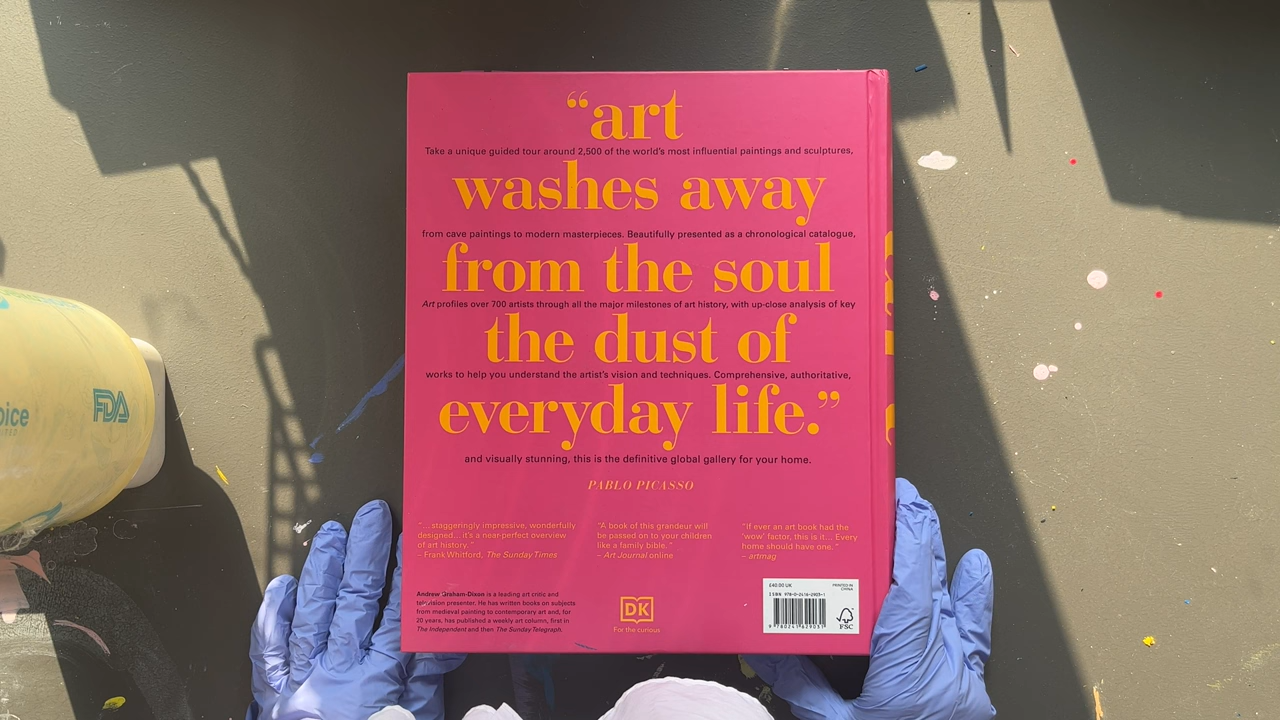 “art
Take a unique guided tour around 2,500 of the world's most influential paintings and sculptures,
washes away
from cave paintings to modern masterpieces. Beautifully presented as a chronological catalogue,
from the soul
Art profiles over 700 artists through all the major milestones of art history, with up-close analysis of key
the dust of
works to help you understand the artist's vision and techniques. Comprehensive, authoritative,
everyday life.”
and visually stunning, this is the definitive global gallery for your home.
PABLO PICASSO
“...staggeringly impressive, wonderfully
designed... it's a near-perfect overview
of art history.”
– Frank Whitford, The Sunday Times
“A book of this grandeur will
be passed on to your children
like a family bible.”
– Art Journal online
“If ever an art book had the
‘wow’ factor, this is it... Every
home should have one.”
– artmag
Andrew Graham-Dixon is a leading art critic and
television presenter. He has written books on subjects
from medieval painting to contemporary art and, for
20 years, has published a weekly art column, first in
The Independent and then The Sunday Telegraph.
DK
For the curious
£40.00 UK
PRINTED IN
CHINA
FSC
oice
FDA